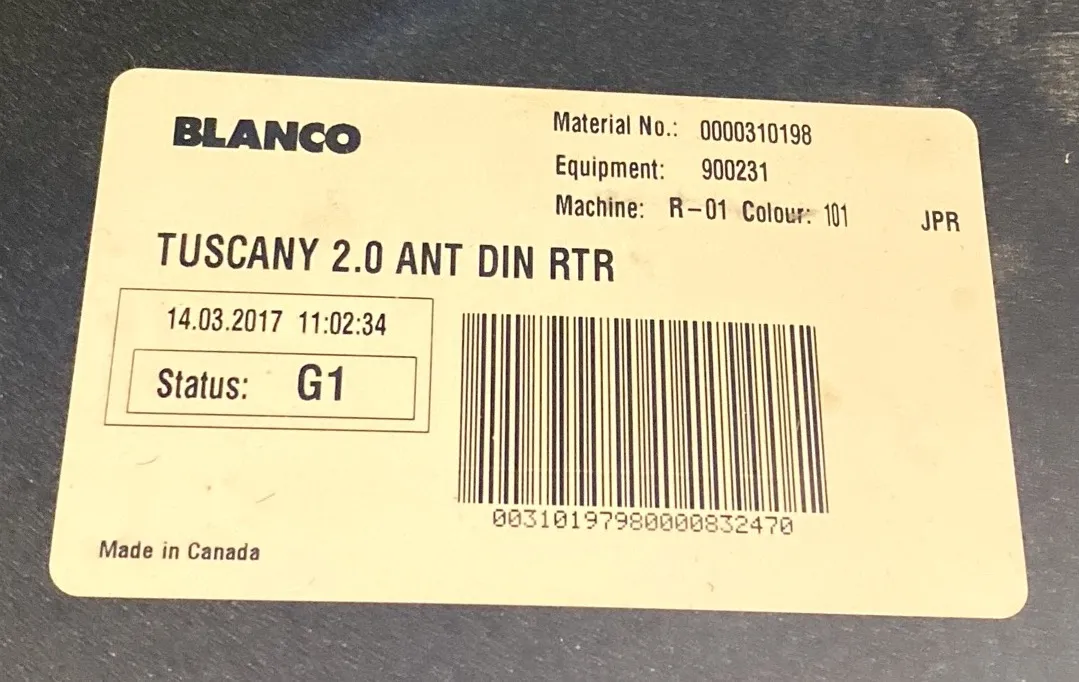 BLANCO
Material No.: 0000310198
Equipment: 900231
Machine: R-01 Colour: 101 JPR
TUSCANY 2.0 ANT DIN RTR
14.03.2017 11:02:34
Status: G1
00310197980000832470
Made in Canada